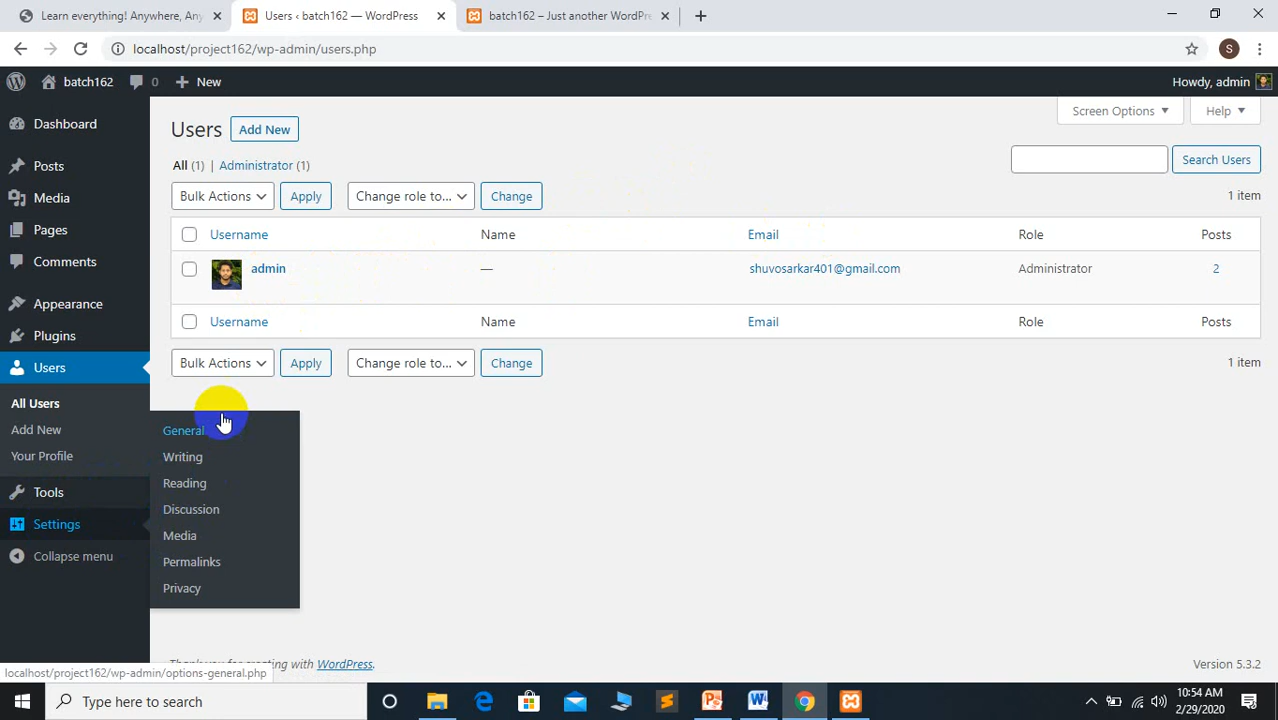 Learn everything! Anywhere, Any
Users ‹ batch162 — WordPress
batch162 – Just another WordPre
localhost/project162/wp-admin/users.php
S
batch162
0
New
Howdy, admin
Dashboard
Posts
Media
Pages
Comments
Appearance
Plugins
Users
All Users
Add New
Your Profile
Tools
Settings
Collapse menu
General
Writing
Reading
Discussion
Media
Permalinks
Privacy
Screen Options
Help
Users
Add New
All (1) | Administrator (1)
Search Users
Bulk Actions
Apply
Change role to...
Change
1 item
Username Name Email Role Posts
admin — shuvosarkar401@gmail.com Administrator 2
Username Name Email Role Posts
Bulk Actions
Apply
Change role to...
Change
1 item
Thank you for creating with WordPress.
Version 5.3.2
localhost/project162/wp-admin/options-general.php
Type here to search
10:54 AM
2/29/2020